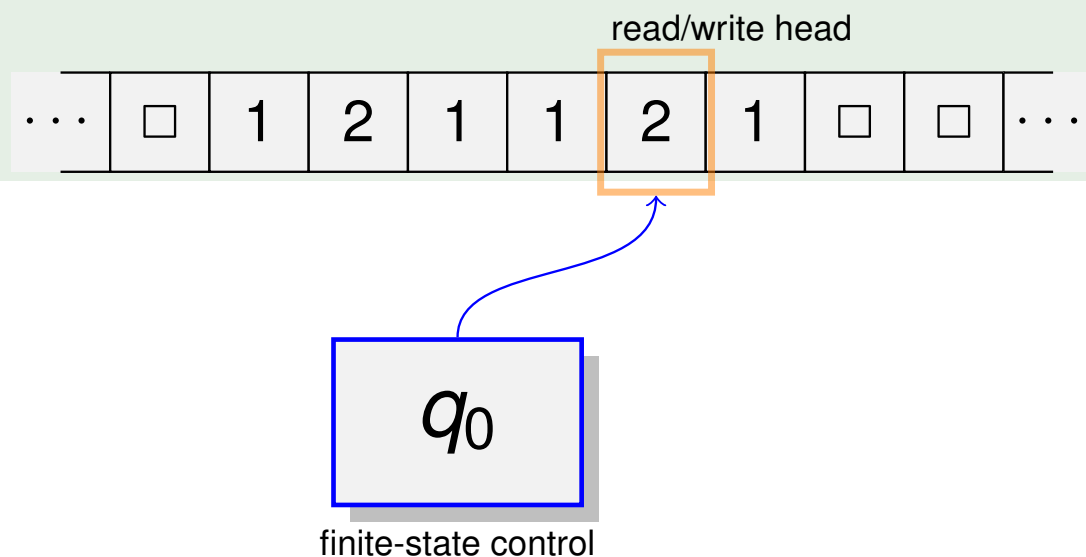 read/write head
· · · □ 1 2 1 1 2 1 □ □ · · ·
q₀
finite-state control